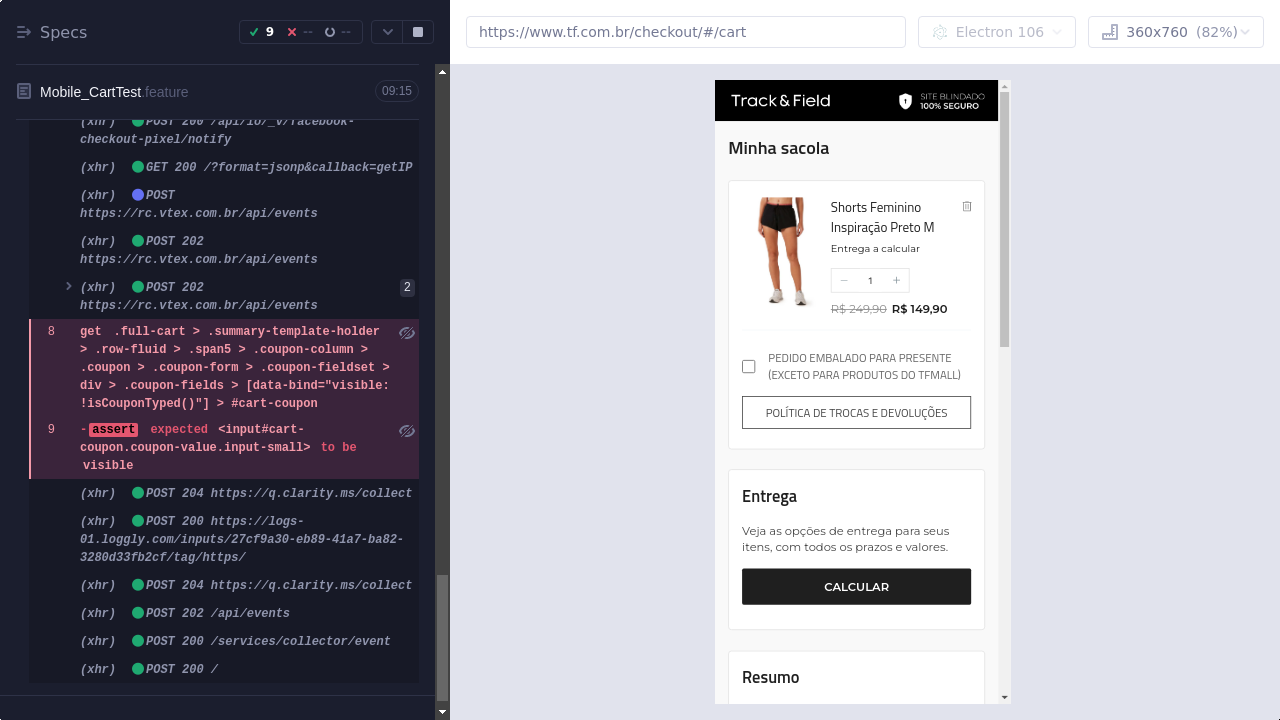 Specs
9
--
--
https://www.tf.com.br/checkout/#/cart
Electron 106
360x760 (82%)
Mobile_CartTest.feature
09:15
(xhr) POST 200 /api/io/_v/facebook-
checkout-pixel/notify
(xhr) GET 200 /?format=jsonp&callback=getIP
(xhr) POST
https://rc.vtex.com.br/api/events
(xhr) POST 202
https://rc.vtex.com.br/api/events
(xhr) POST 202
2
https://rc.vtex.com.br/api/events
8 get .full-cart > .summary-template-holder
> .row-fluid > .span5 > .coupon-column >
.coupon > .coupon-form > .coupon-fieldset >
div > .coupon-fields > [data-bind="visible:
!isCouponTyped()"] > #cart-coupon
9 -assert expected <input#cart-
coupon.coupon-value.input-small> to be
visible
(xhr) POST 204 https://q.clarity.ms/collect
(xhr) POST 200 https://logs-
01.loggly.com/inputs/27cf9a30-eb89-41a7-ba82-
3280d33fb2cf/tag/https/
(xhr) POST 204 https://q.clarity.ms/collect
(xhr) POST 202 /api/events
(xhr) POST 200 /services/collector/event
(xhr) POST 200 /
Track&Field
SITE BLINDADO
100% SEGURO
Minha sacola
Shorts Feminino
Inspiração Preto M
Entrega a calcular
− 1 +
R$ 249,90 R$ 149,90
PEDIDO EMBALADO PARA PRESENTE
(EXCETO PARA PRODUTOS DO TFMALL)
POLÍTICA DE TROCAS E DEVOLUÇÕES
Entrega
Veja as opções de entrega para seus
itens, com todos os prazos e valores.
CALCULAR
Resumo